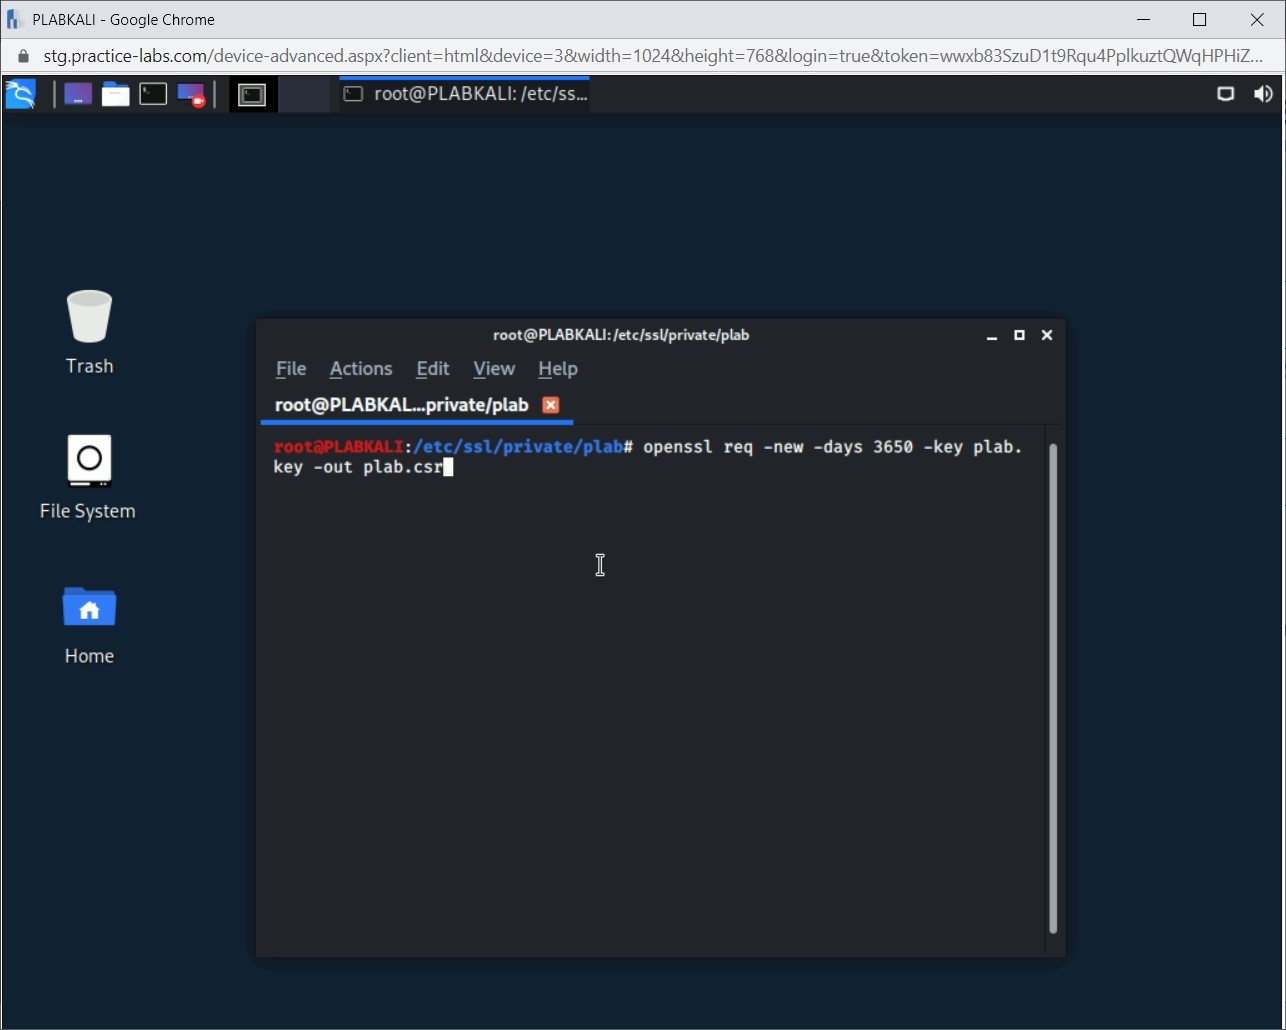 PLABKALI - Google Chrome
stg.practice-labs.com/device-advanced.aspx?client=html&device=3&width=1024&height=768&login=true&token=wwxb83SzuD1t9Rqu4PplkuztQWqHPHiZ...
root@PLABKALI: /etc/ss...
Trash
File System
Home
root@PLABKALI:/etc/ssl/private/plab
File Actions Edit View Help
root@PLABKAL...private/plab
root@PLABKALI:/etc/ssl/private/plab# openssl req -new -days 3650 -key plab.
key -out plab.csr